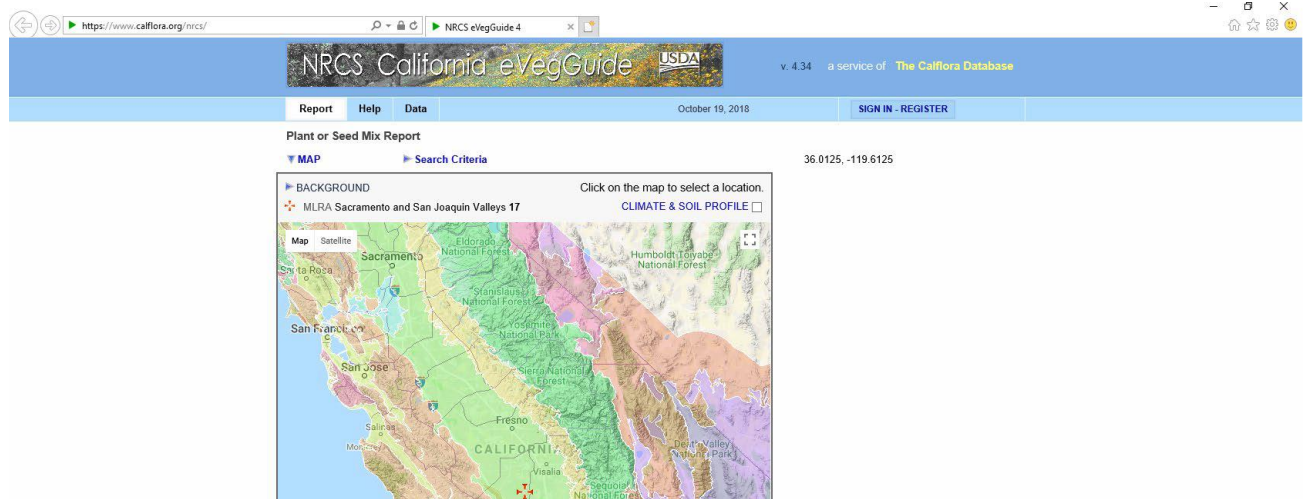 https://www.calflora.org/nrcs/
NRCS eVegGuide 4
NRCS California eVegGuide USDA
v. 4.34 a service of The Calflora Database
Report Help Data October 19, 2018 SIGN IN - REGISTER
Plant or Seed Mix Report
MAP Search Criteria 36.0125, -119.6125
BACKGROUND Click on the map to select a location.
MLRA Sacramento and San Joaquin Valleys 17 CLIMATE & SOIL PROFILE
Map Satellite
Eldorado
National Forest
Sacramento
Humboldt-Toiyabe
National Forest
Santa Rosa
Stanislaus
National Forest
San Francisco
Yosemite
National Park
San Jose
Sierra National
Forest
Fresno
Salinas
Monterey
CALIFORNIA
Death Valley
National Park
Visalia
Sequoia
National Forest